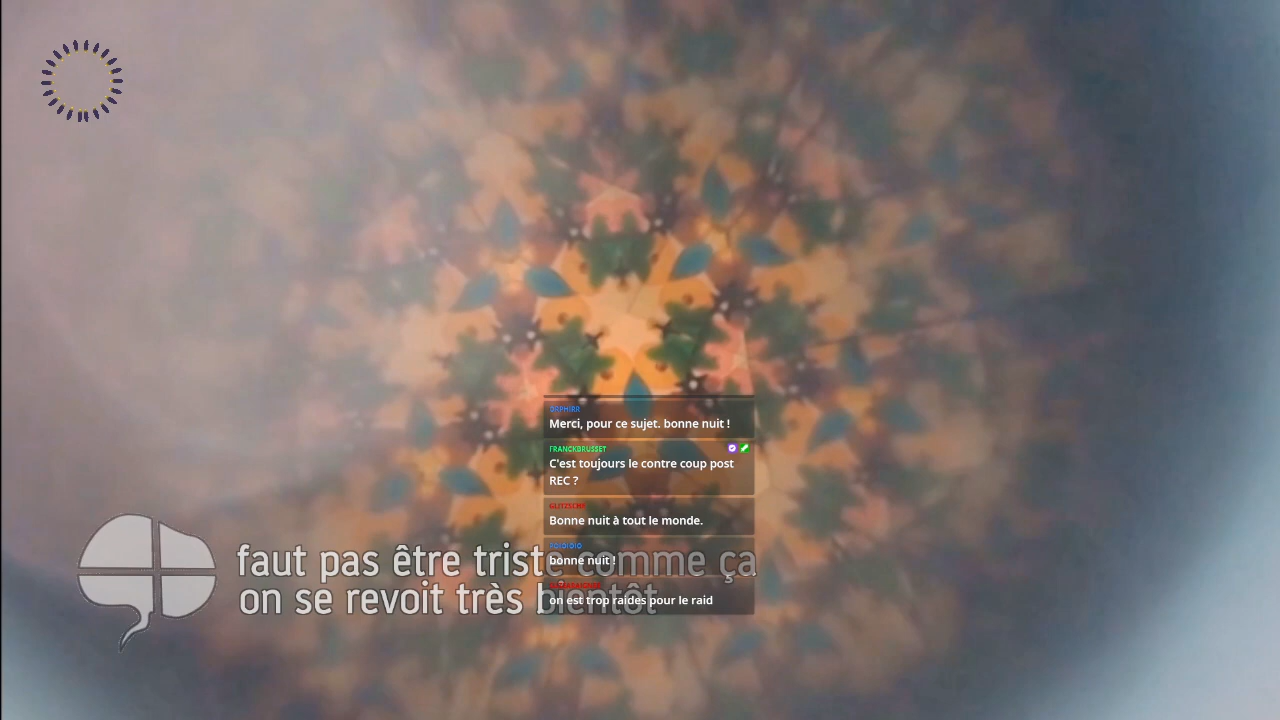 ORPHIRR
Merci, pour ce sujet. bonne nuit !
FRANCKBRUSSET
C'est toujours le contre coup post
REC ?
Bonne nuit à tout le monde.
bonne nuit !
on est trop raides pour le raid
faut pas être triste comme ça
on se revoit très bientôt